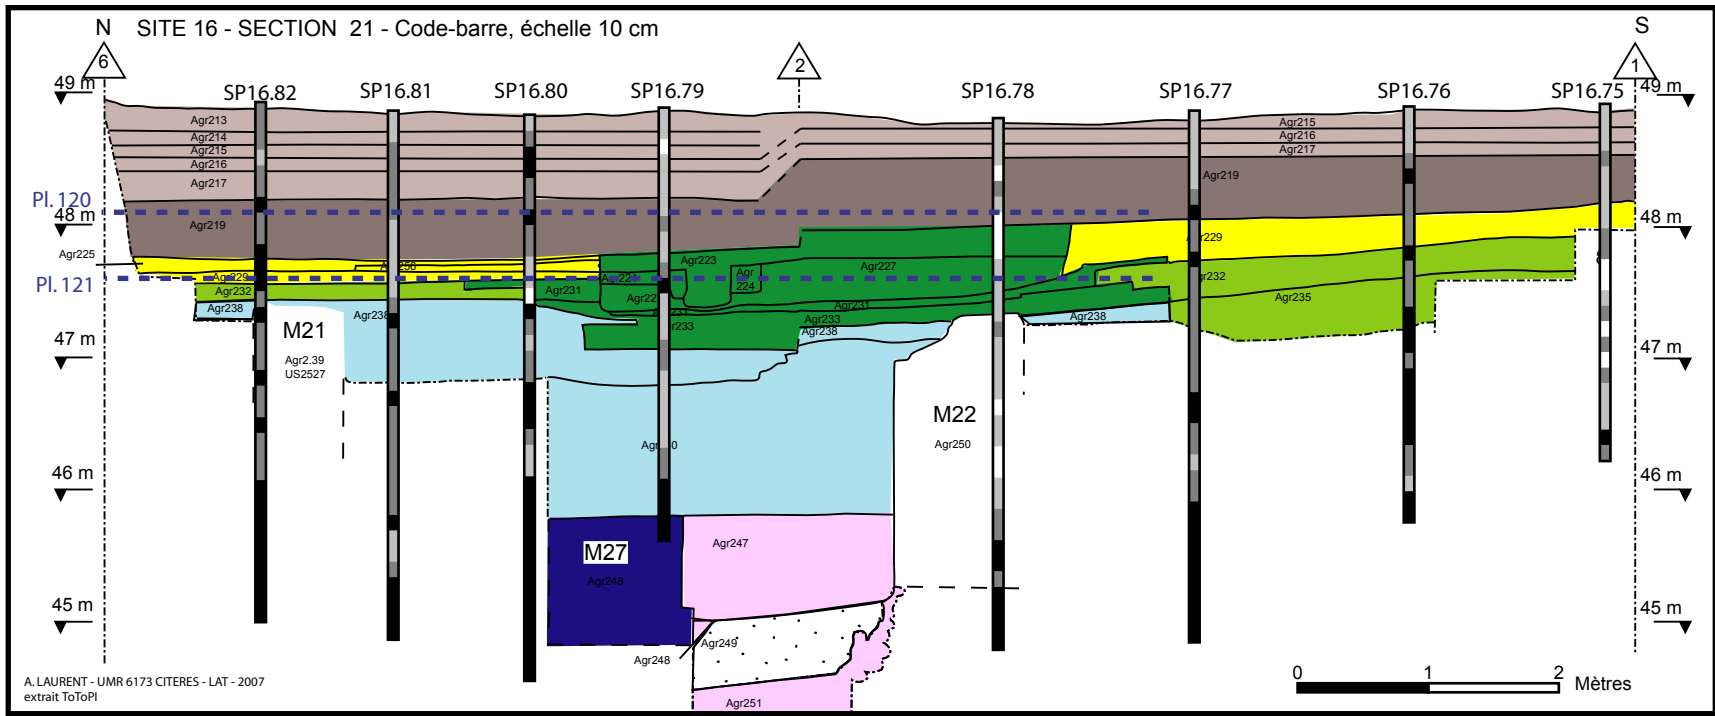 N SITE 16 - SECTION 21 - Code-barre, échelle 10 cm S
6 2 1
49 m SP16.82 SP16.81 SP16.80 SP16.79 SP16.78 SP16.77 SP16.76 SP16.75 49 m
Agr213 Agr215
Agr214 Agr216
Agr215 Agr217
Agr216
Agr217 Agr219
Pl. 120
48 m 48 m
Agr219
Agr225 Agr223 Agr227 229
Agr229 Agr 224
Pl. 121
Agr232 Agr231 232 Agr235
Agr238 Agr238 233 Agr231 Agr233 Agr238 Agr238
M21
47 m 47 m
Agr2.39
US2527
M22
Agr250
46 m 46 m
M27 Agr247
Agr248
45 m 45 m
Agr249
Agr248
Agr251
A. LAURENT - UMR 6173 CITERES - LAT - 2007
extrait ToToPI
0 1 2 Mètres